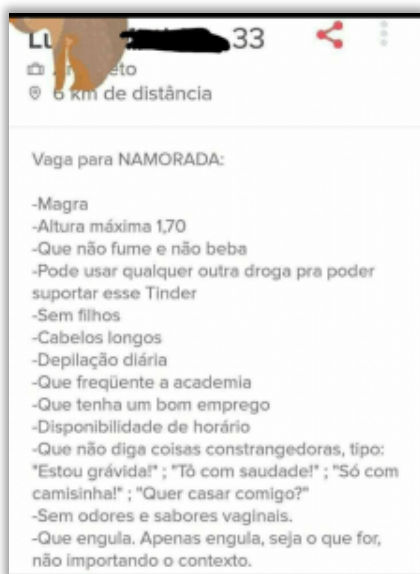 33
6 km de distância
Vaga para NAMORADA:
-Magra
-Altura máxima 1,70
-Que não fume e não beba
-Pode usar qualquer outra droga pra poder
suportar esse Tinder
-Sem filhos
-Cabelos longos
-Depilação diária
-Que freqüente a academia
-Que tenha um bom emprego
-Disponibilidade de horário
-Que não diga coisas constrangedoras, tipo:
"Estou grávida!" ; "Tô com saudade!" ; "Só com
camisinha!" ; "Quer casar comigo?"
-Sem odores e sabores vaginais.
-Que engula. Apenas engula, seja o que for,
não importando o contexto.